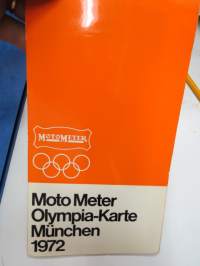 MOTOMETER
Moto Meter
Olympia-Karte
München
1972